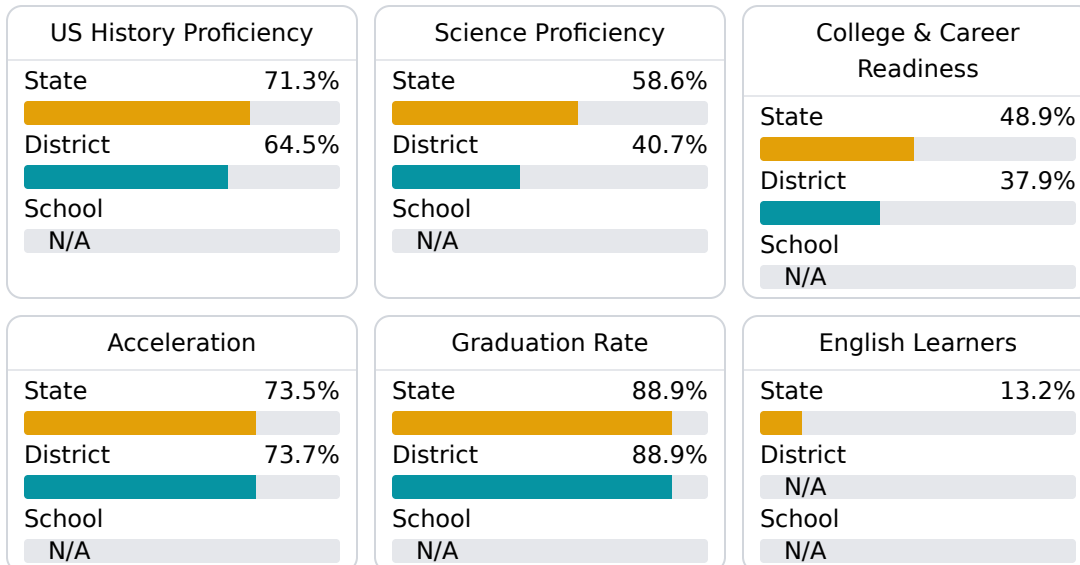 US History Proficiency
State 71.3%
District 64.5%
School
N/A
Science Proficiency
State 58.6%
District 40.7%
School
N/A
College & Career
Readiness
State 48.9%
District 37.9%
School
N/A
Acceleration
State 73.5%
District 73.7%
School
N/A
Graduation Rate
State 88.9%
District 88.9%
School
N/A
English Learners
State 13.2%
District
N/A
School
N/A